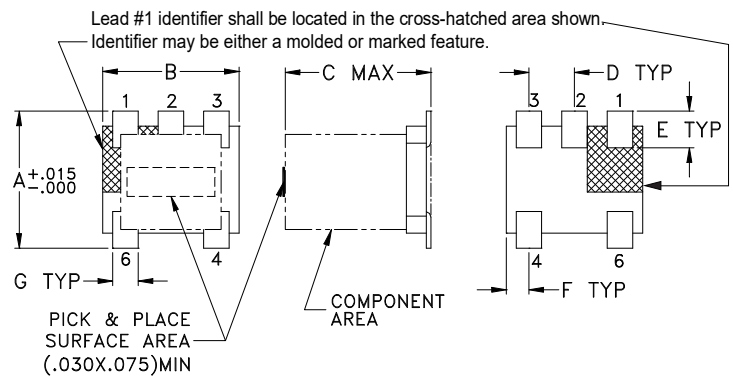 Lead #1 identifier shall be located in the cross-hatched area shown.
Identifier may be either a molded or marked feature.
B
C MAX
D TYP
1 2 3
3 2 1
E TYP
A +.015
-.000
6 4
4 6
G TYP
F TYP
COMPONENT
AREA
PICK & PLACE
SURFACE AREA
(.030X.075)MIN